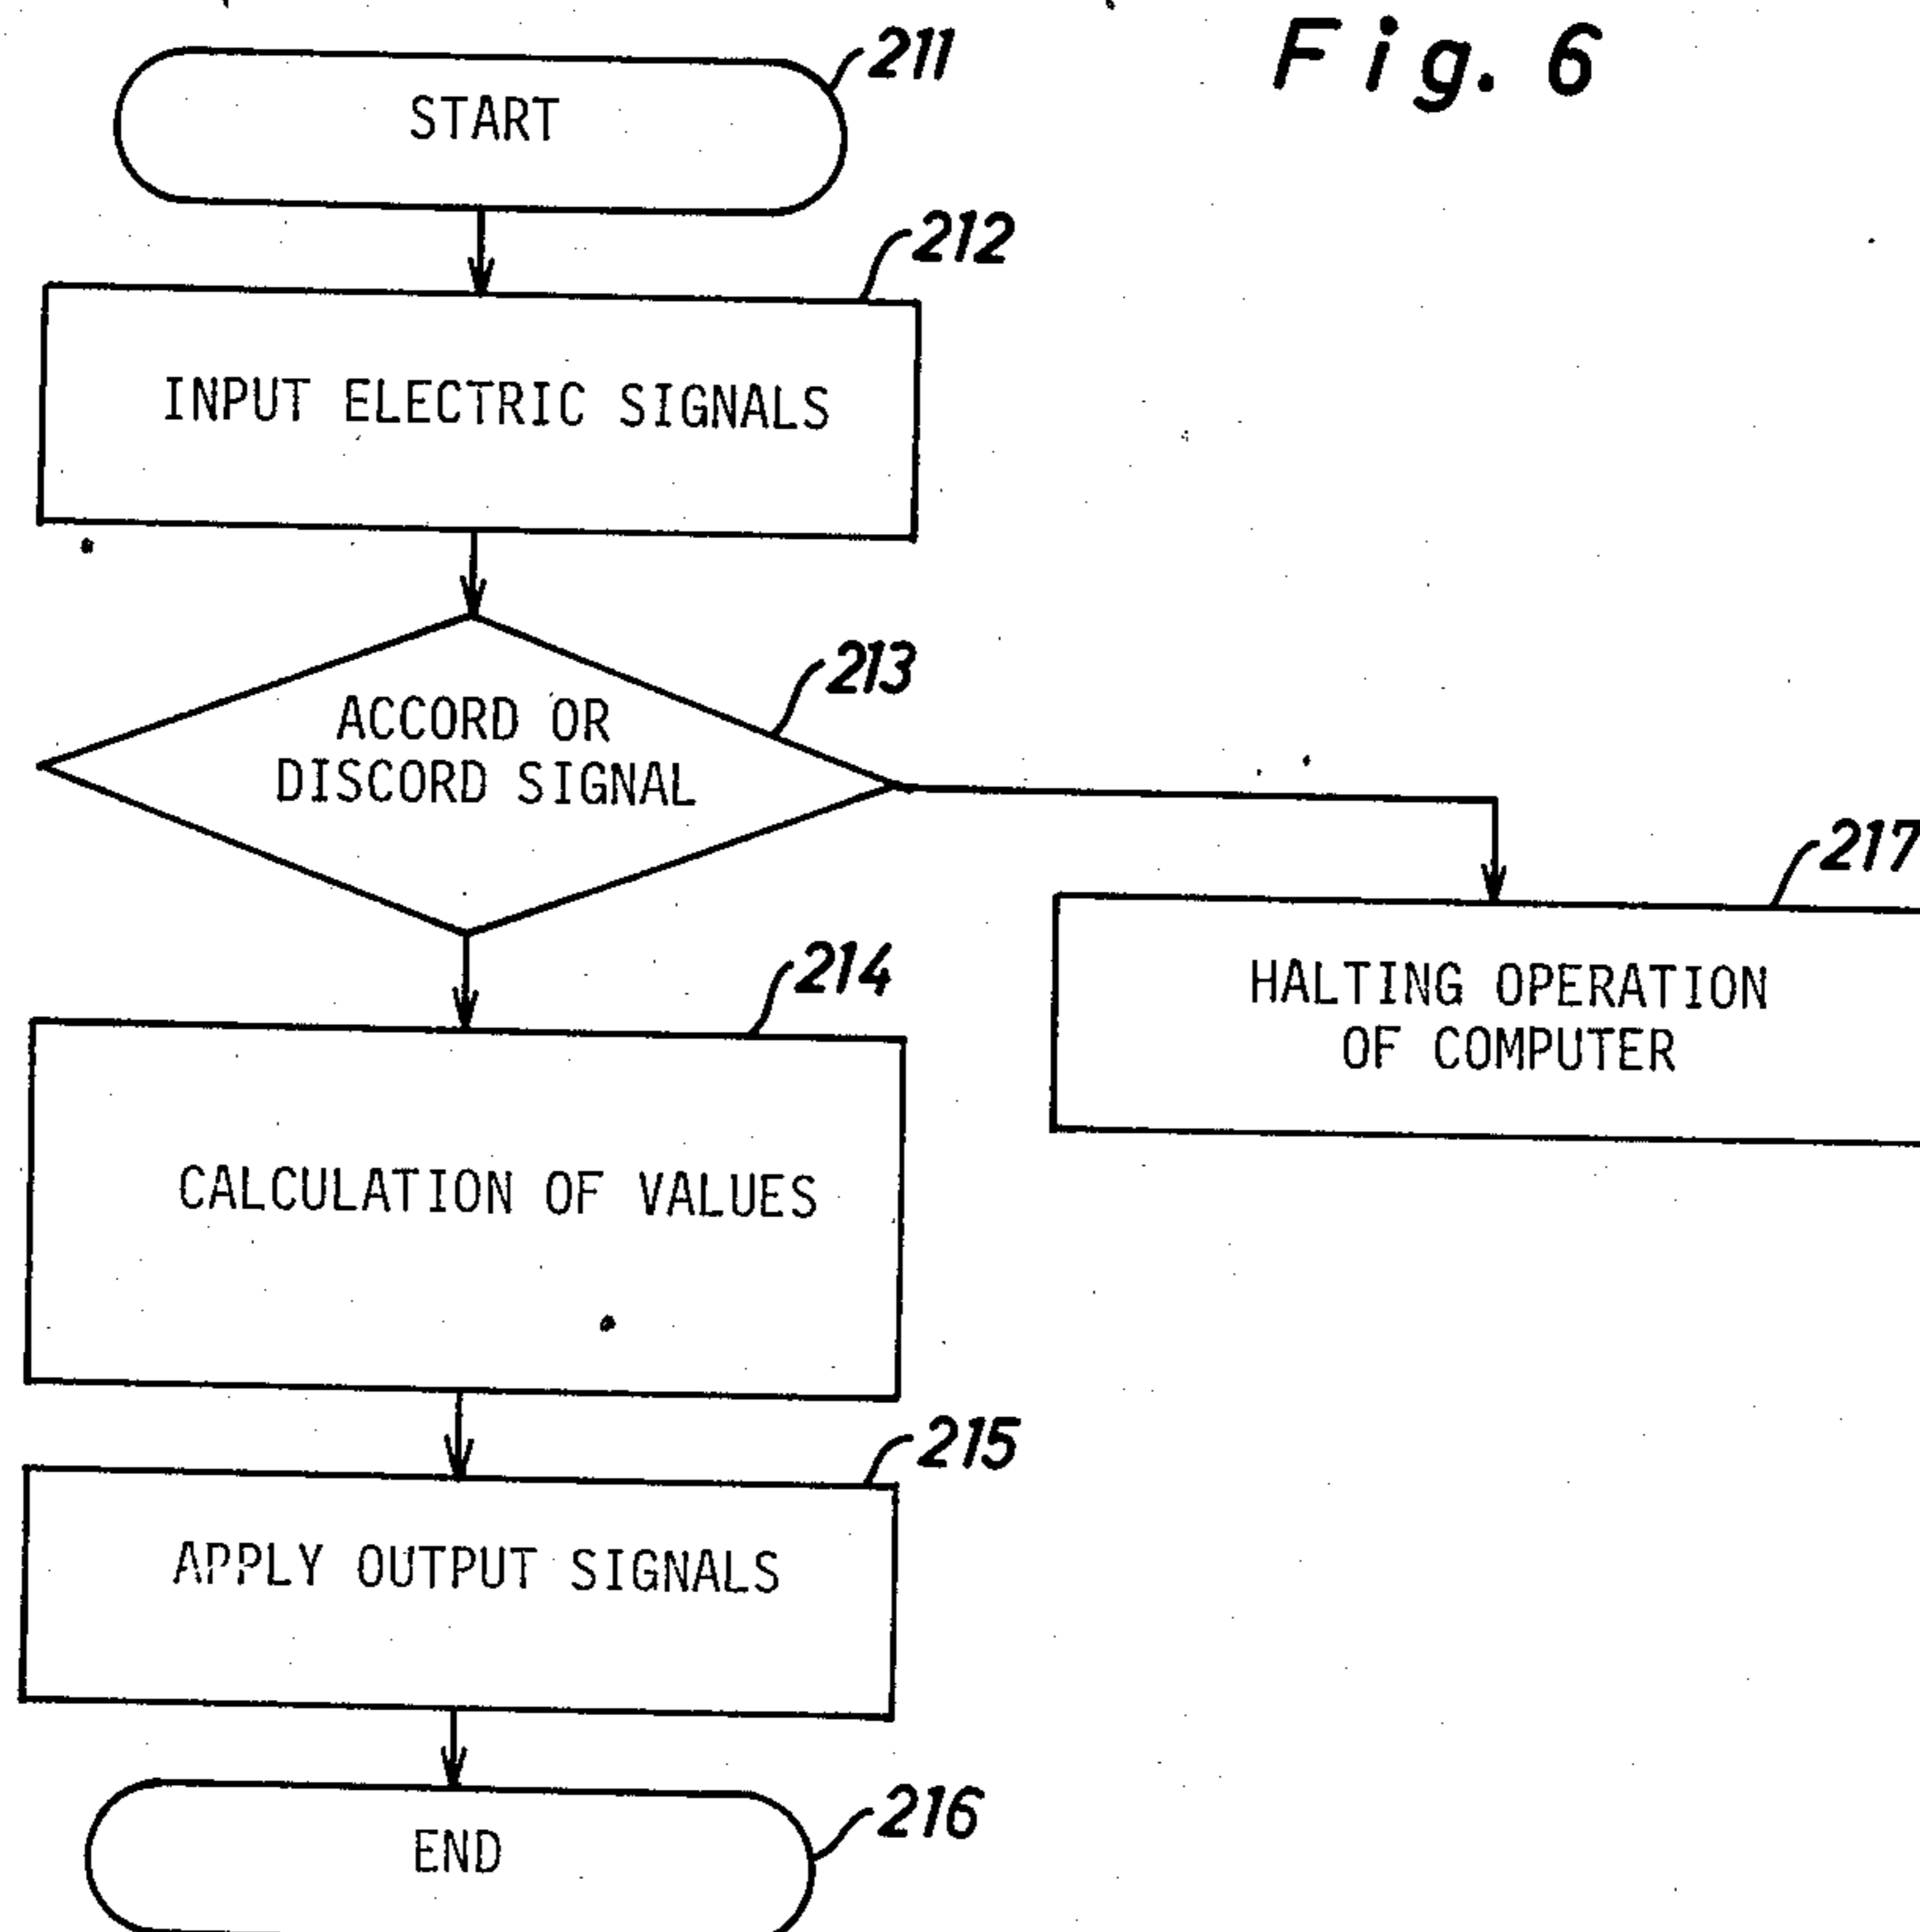 Fig. 6
211
START
212
INPUT ELECTRIC SIGNALS
213
ACCORD OR
DISCORD SIGNAL
217
HALTING OPERATION
OF COMPUTER
214
CALCULATION OF VALUES
215
APPLY OUTPUT SIGNALS
216
END